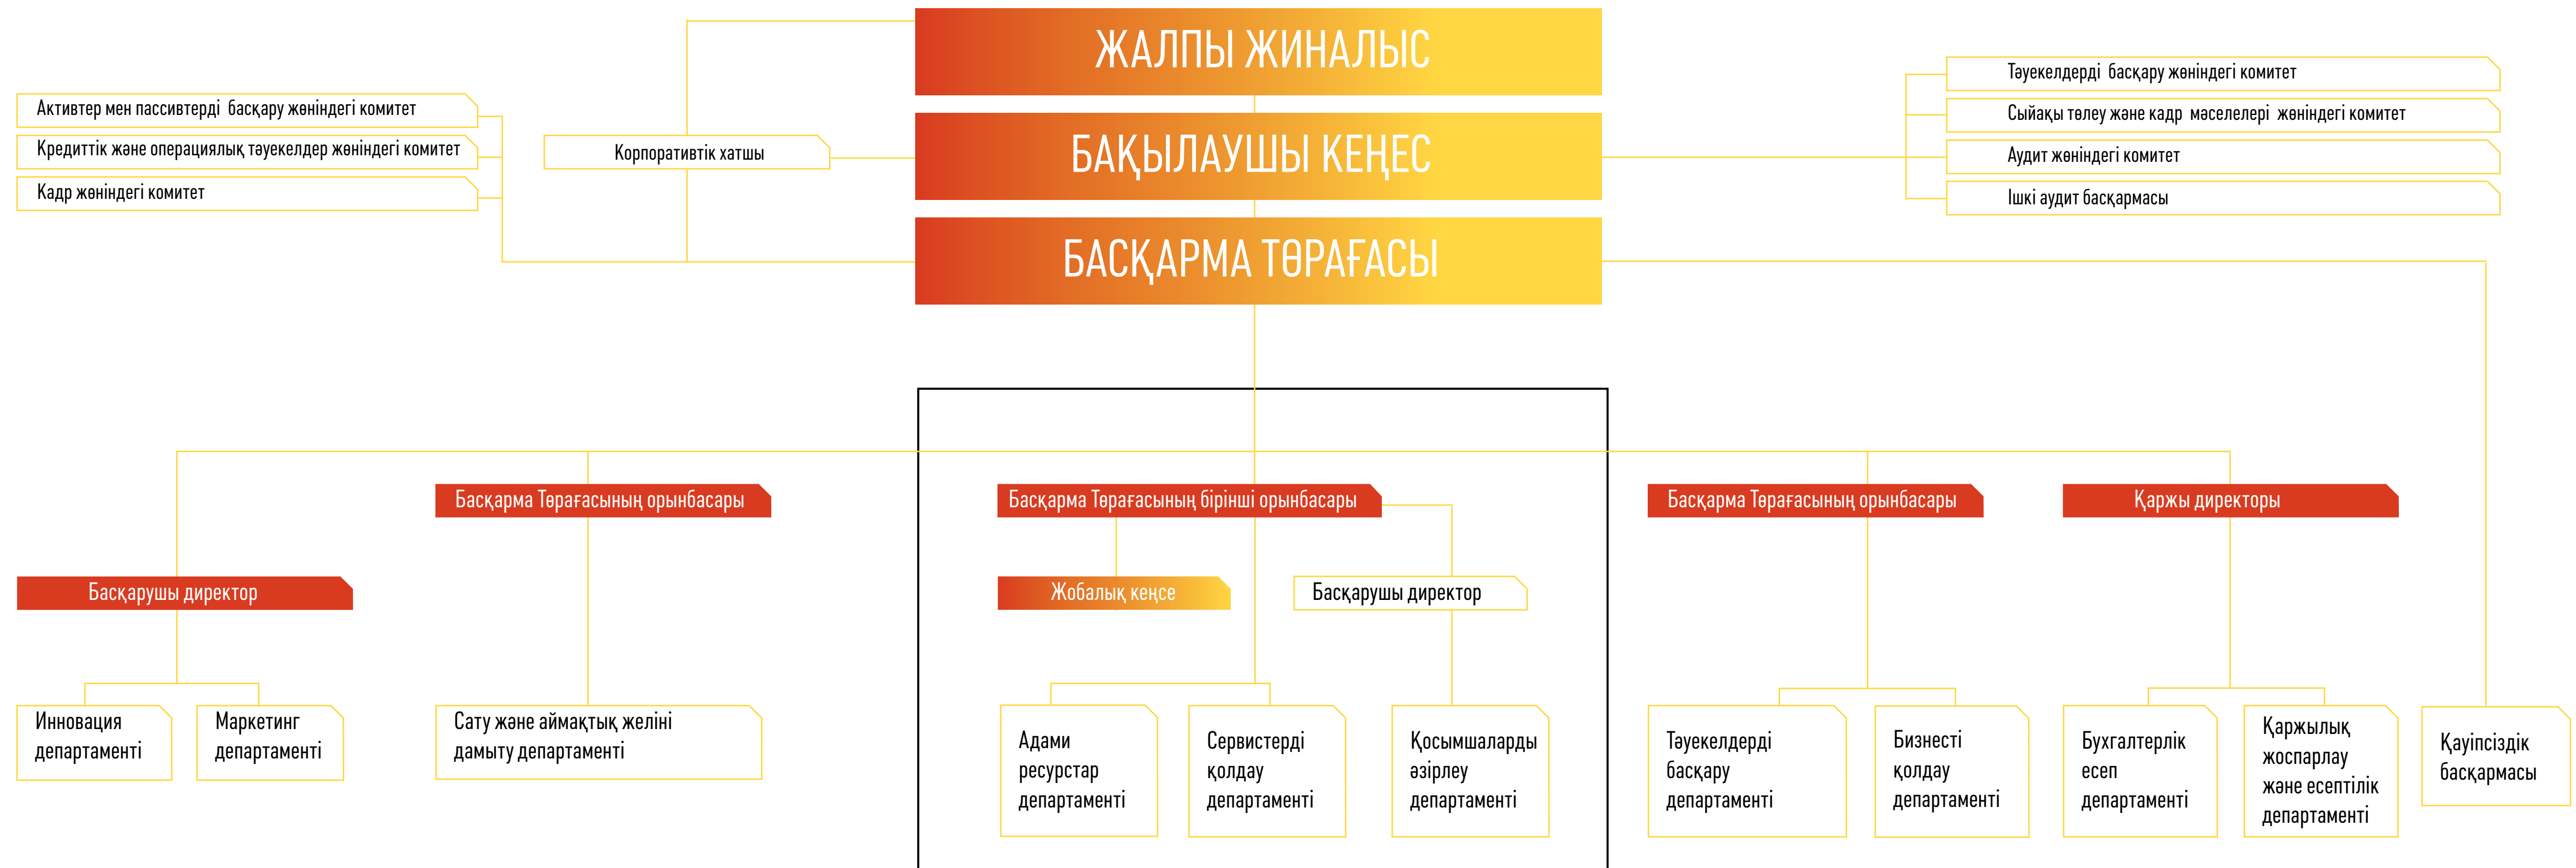 ЖАЛПЫ ЖИНАЛЫС
БАҚЫЛАУШЫ КЕҢЕС
БАСҚАРМА ТӨРАҒАСЫ
Активтер мен пассивтерді басқару жөніндегі комитет
Кредиттік және операциялық тәуекелдер жөніндегі комитет
Кадр жөніндегі комитет
Корпоративтік хатшы
Тәуекелдерді басқару жөніндегі комитет
Сыйақы төлеу және кадр мәселелері жөніндегі комитет
Аудит жөніндегі комитет
Ішкі аудит басқармасы
Басқарма Төрағасының орынбасары
Басқарма Төрағасының бірінші орынбасары
Басқарма Төрағасының орынбасары
Қаржы директоры
Басқарушы директор
Жобалық кеңсе
Басқарушы директор
Инновация
департаменті
Маркетинг
департаменті
Сату және аймақтық желіні
дамыту департаменті
Адами
ресурстар
департаменті
Сервистерді
қолдау
департаменті
Қосымшаларды
әзірлеу
департаменті
Тәуекелдерді
басқару
департаменті
Бизнесті
қолдау
департаменті
Бухгалтерлік
есеп
департаменті
Қаржылық
жоспарлау
және есептілік
департаменті
Қауіпсіздік
басқармасы